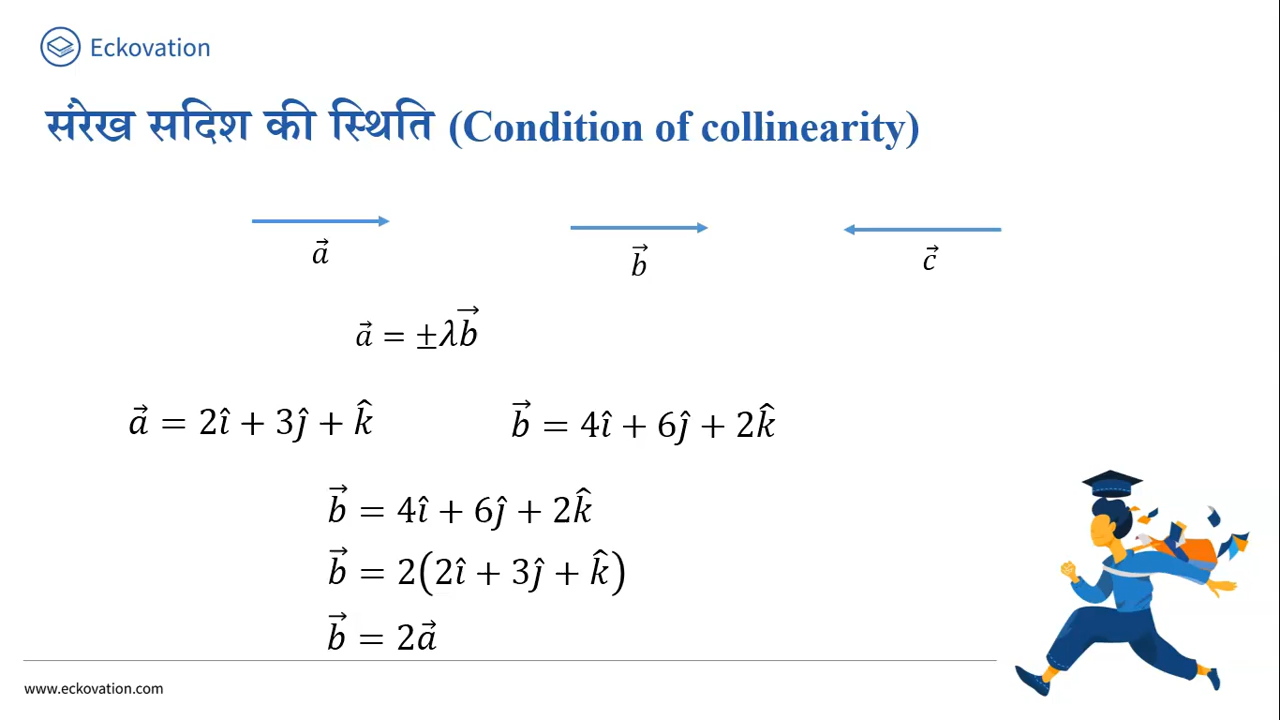 Eckovation
संरेख सदिश की स्थिति (Condition of collinearity)
a⃗
b⃗
c⃗
a⃗ = ±λb⃗
a⃗ = 2î + 3ĵ + k̂
b⃗ = 4î + 6ĵ + 2k̂
b⃗ = 4î + 6ĵ + 2k̂
b⃗ = 2(2î + 3ĵ + k̂)
b⃗ = 2a⃗
www.eckovation.com